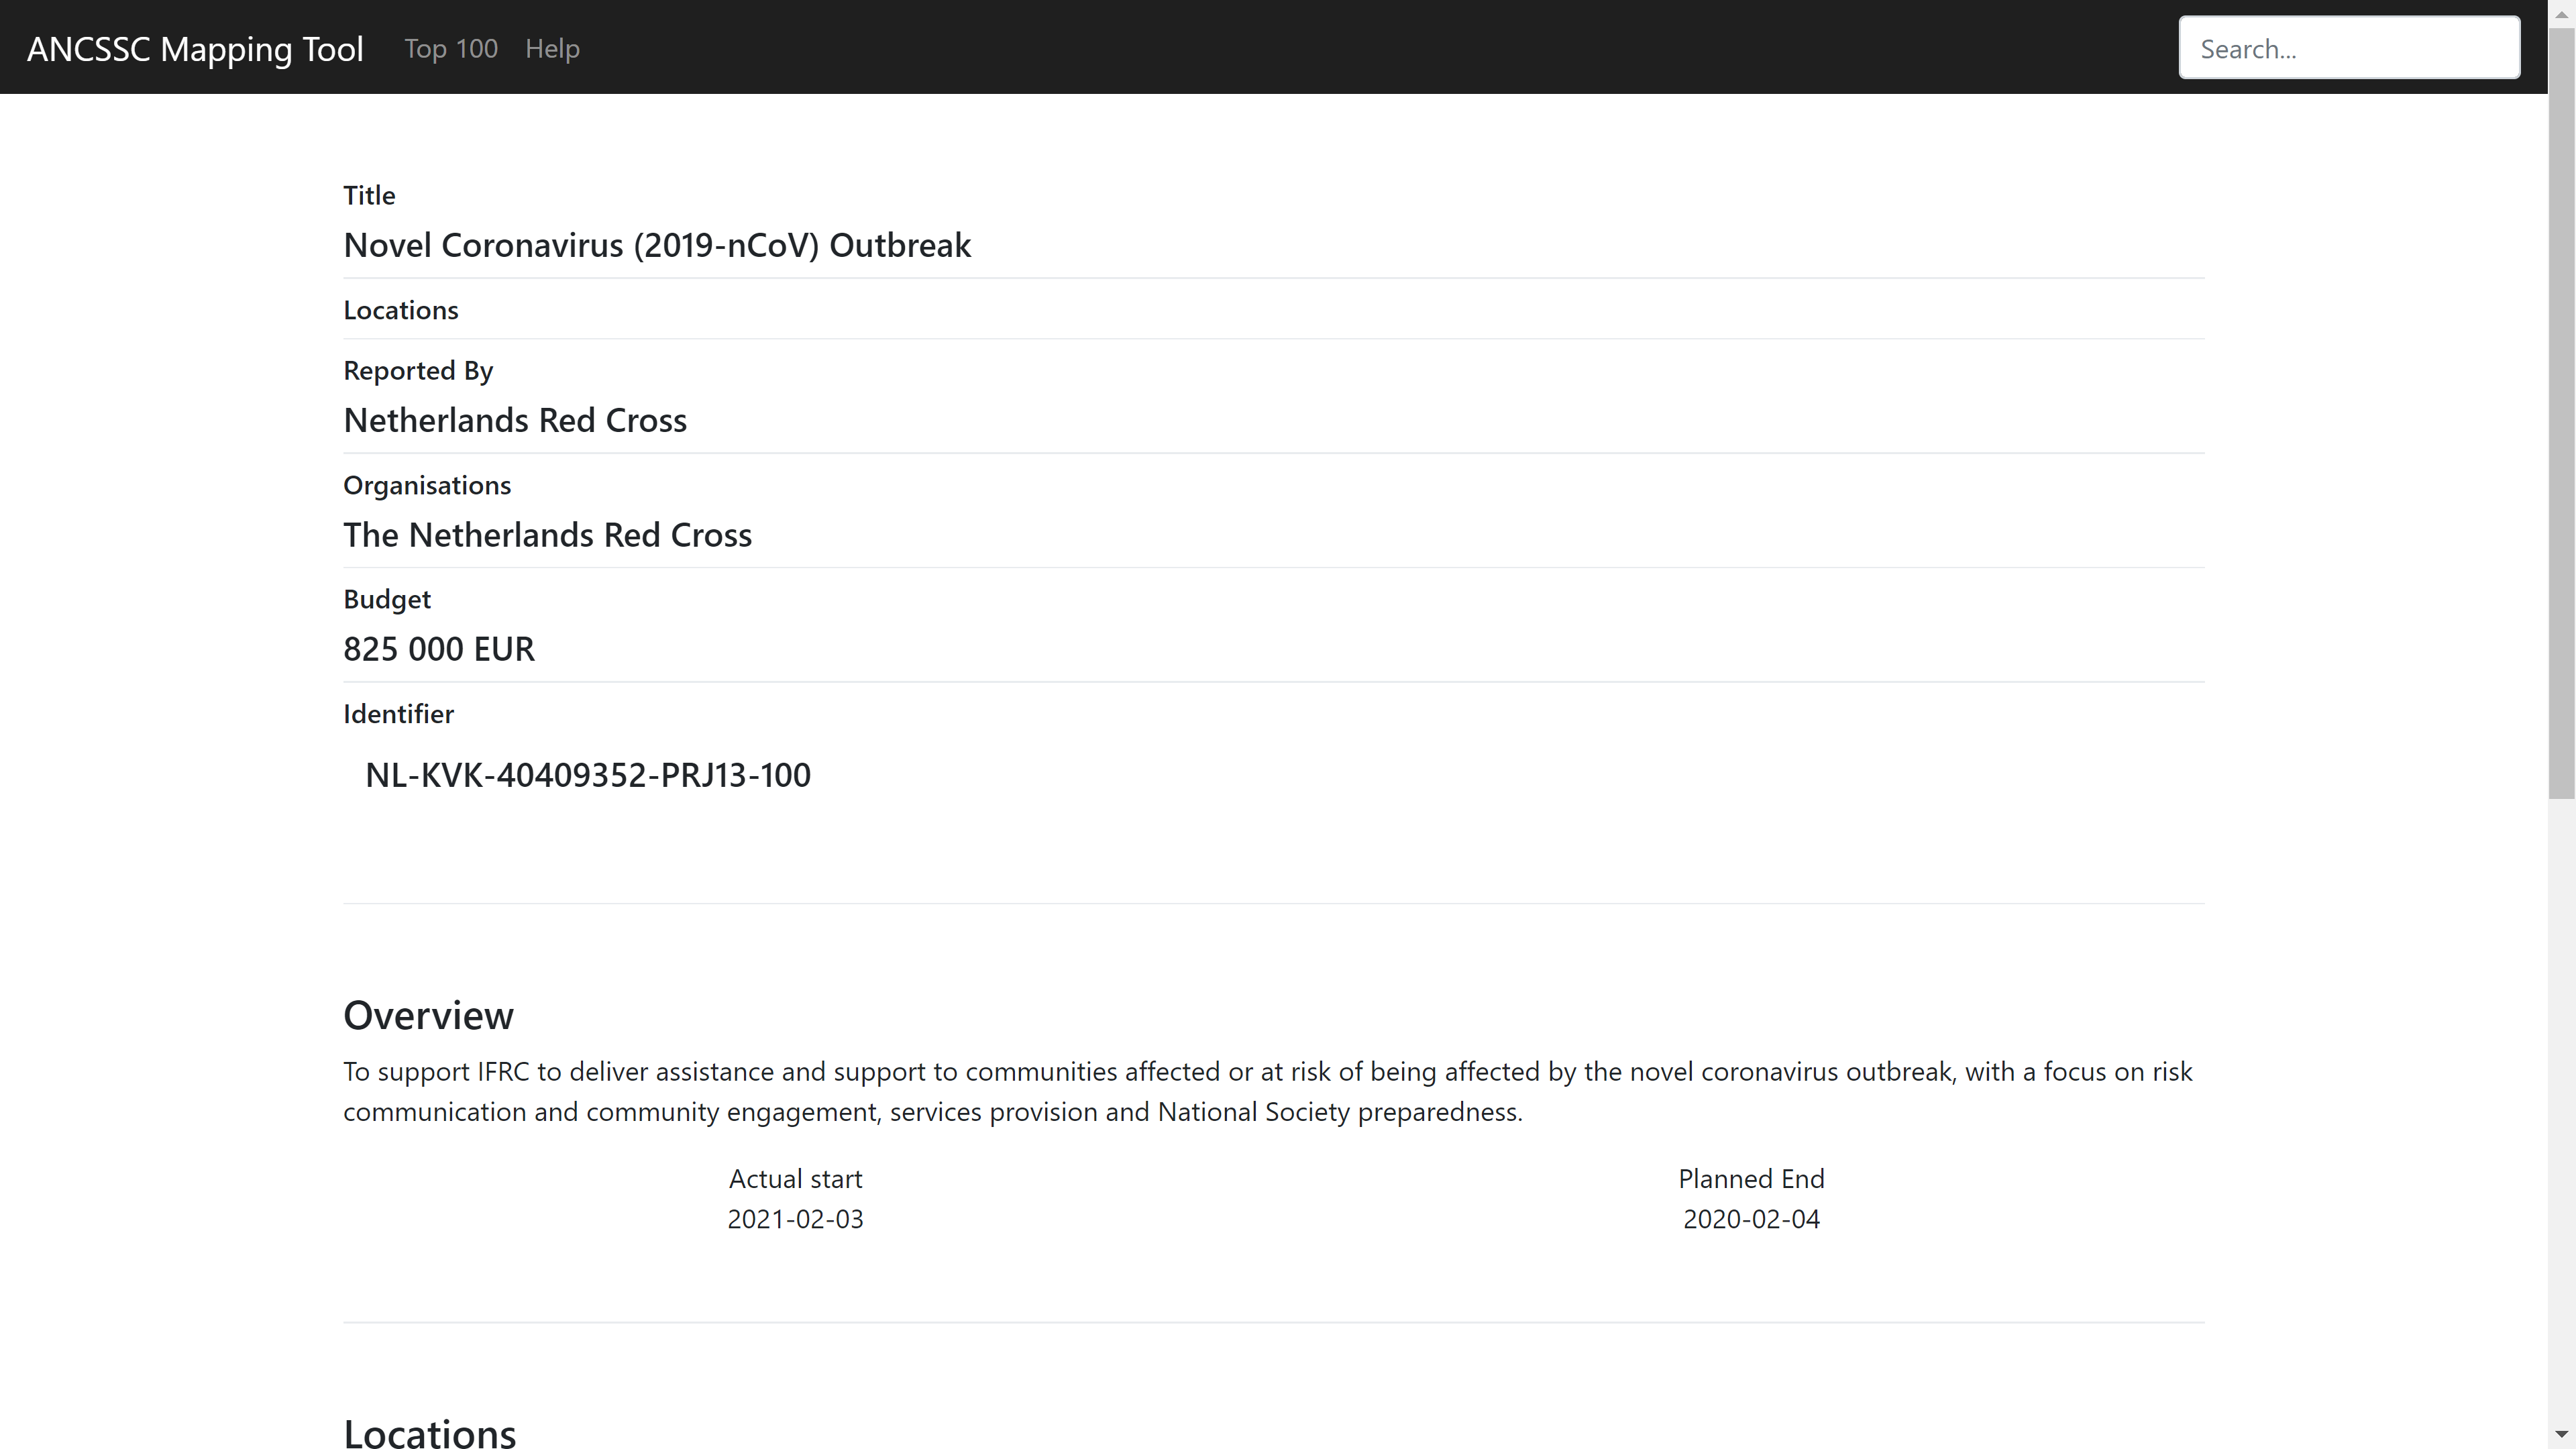 ANCSSC Mapping Tool Top 100 Help Search...
Title
Novel Coronavirus (2019-nCoV) Outbreak
Locations
Reported By
Netherlands Red Cross
Organisations
The Netherlands Red Cross
Budget
825 000 EUR
Identifier
NL-KVK-40409352-PRJ13-100
Overview
To support IFRC to deliver assistance and support to communities affected or at risk of being affected by the novel coronavirus outbreak, with a focus on risk
communication and community engagement, services provision and National Society preparedness.
Actual start Planned End
2021-02-03 2020-02-04
Locations